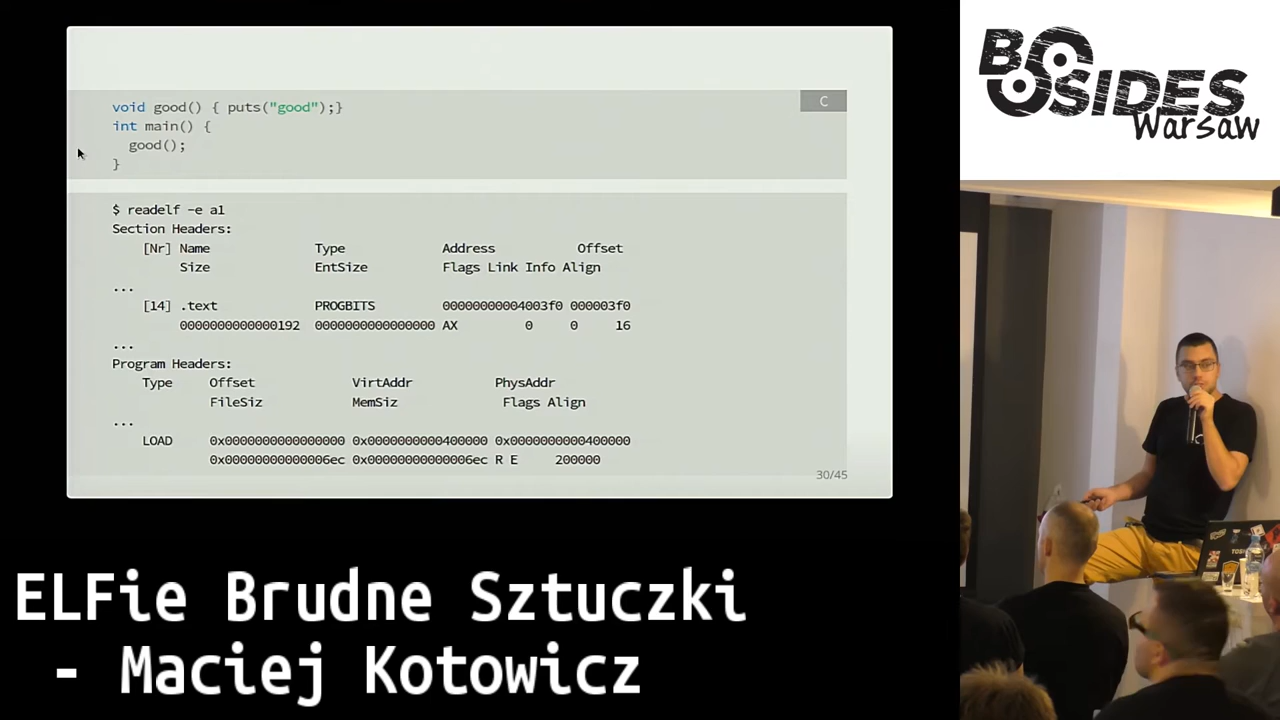 void good() { puts("good");}
C
int main() {
good();
}
$ readelf -e a1
Section Headers:
[Nr] Name Type Address Offset
Size EntSize Flags Link Info Align
...
[14] .text PROGBITS 00000000004003f0 000003f0
0000000000000192 0000000000000000 AX 0 0 16
...
Program Headers:
Type Offset VirtAddr PhysAddr
FileSiz MemSiz Flags Align
...
LOAD 0x0000000000000000 0x0000000000400000 0x0000000000400000
0x00000000000006ec 0x00000000000006ec R E 200000
30/45
BSIDES
Warsaw
ELFie Brudne Sztuczki
- Maciej Kotowicz